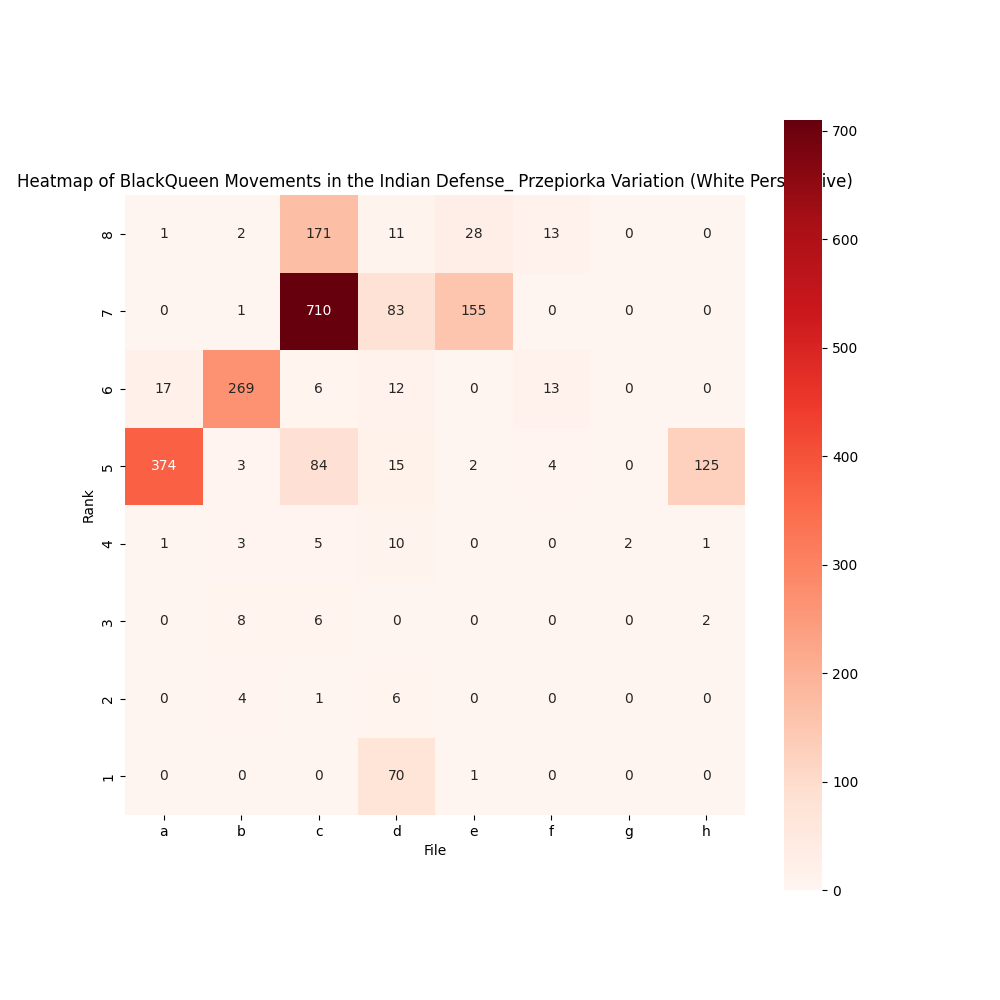 700
Heatmap of BlackQueen Movements in the Indian Defense_ Przepiorka Variation (White Pers ive)
8 1 2 171 11 28 13 0 0
600
7 0 1 710 83 155 0 0 0
500
6 17 269 6 12 0 13 0 0
400
5 374 3 84 15 2 4 0 125
Rank
4 1 3 5 10 0 0 2 1
300
3 0 8 6 0 0 0 0 2
200
2 0 4 1 6 0 0 0 0
1 0 0 0 70 1 0 0 0
100
a b c d e f g h
File
0